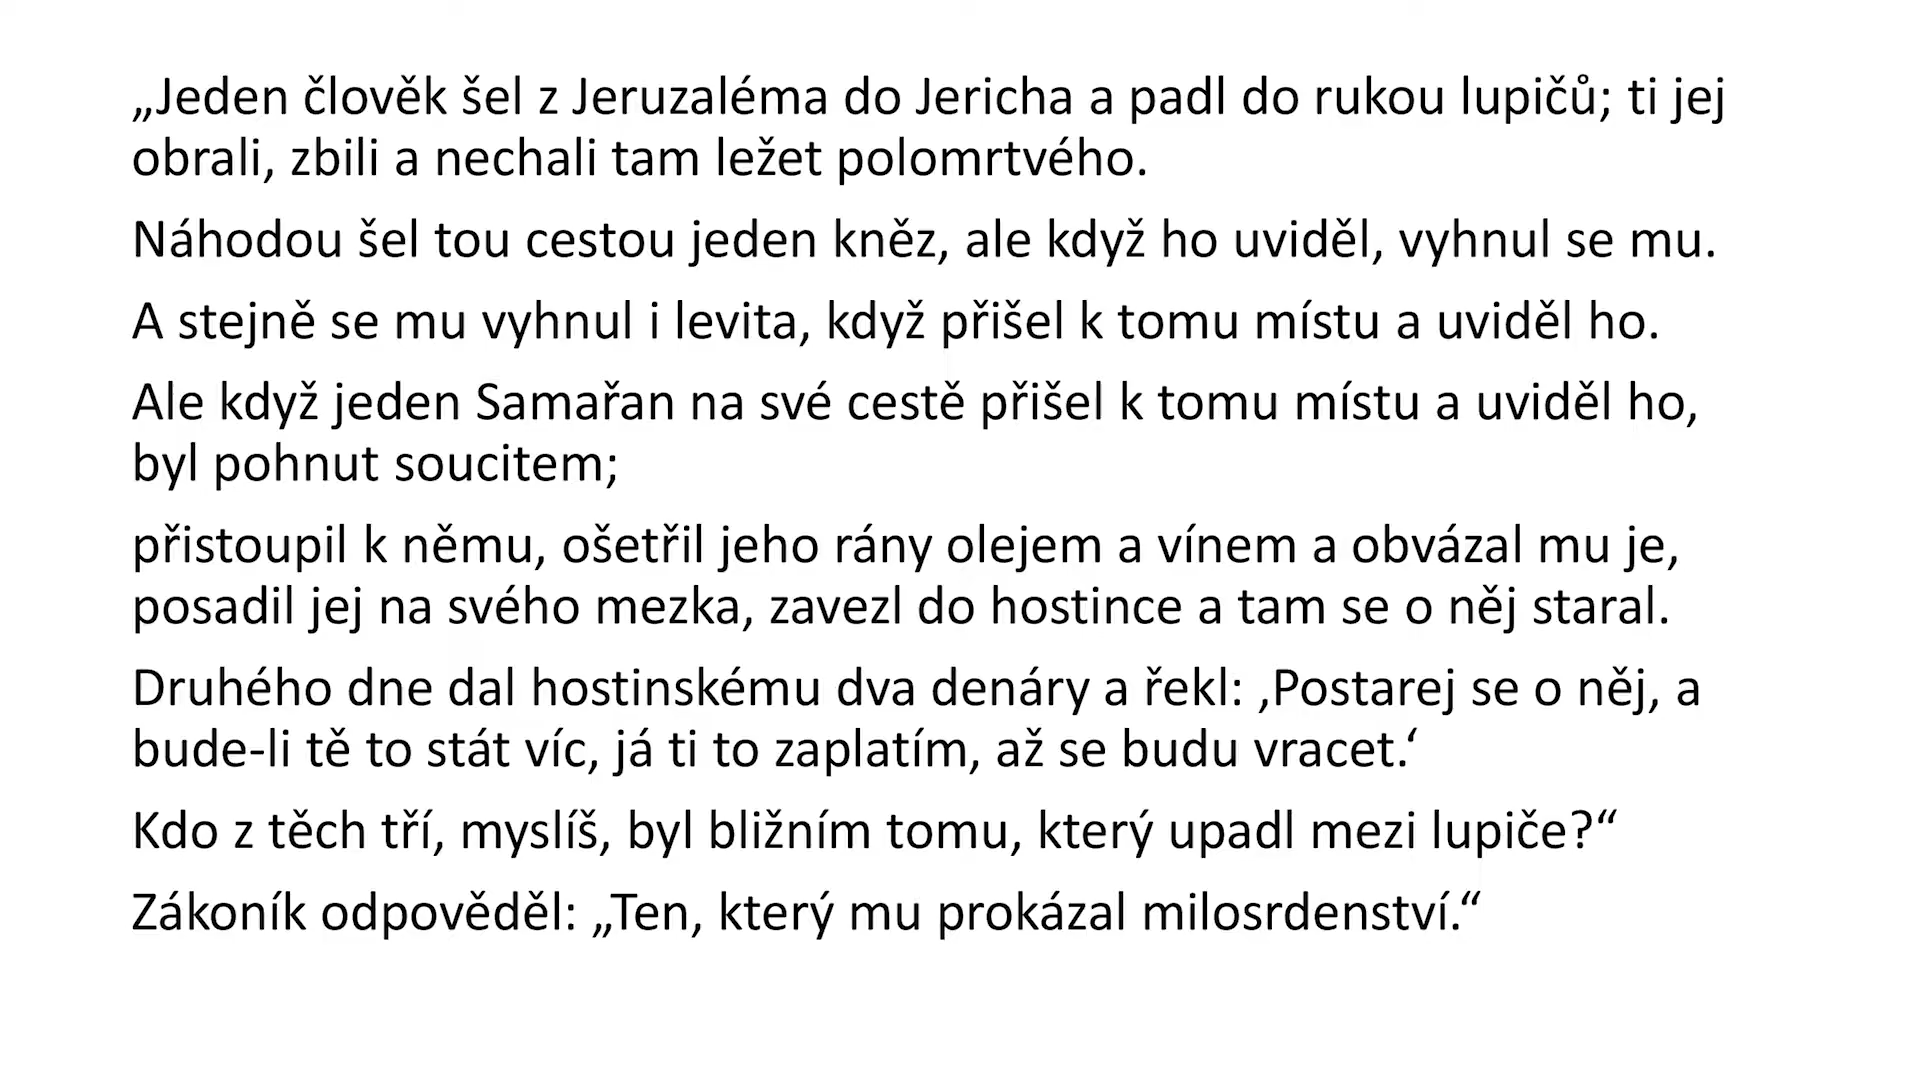 „Jeden člověk šel z Jeruzaléma do Jericha a padl do rukou lupičů; ti jej
obrali, zbili a nechali tam ležet polomrtvého.
Náhodou šel tou cestou jeden kněz, ale když ho uviděl, vyhnul se mu.
A stejně se mu vyhnul i levita, když přišel k tomu místu a uviděl ho.
Ale když jeden Samařan na své cestě přišel k tomu místu a uviděl ho,
byl pohnut soucitem;
přistoupil k němu, ošetřil jeho rány olejem a vínem a obvázal mu je,
posadil jej na svého mezka, zavezl do hostince a tam se o něj staral.
Druhého dne dal hostinskému dva denáry a řekl: ‚Postarej se o něj, a
bude-li tě to stát víc, já ti to zaplatím, až se budu vracet.‘
Kdo z těch tří, myslíš, byl bližním tomu, který upadl mezi lupiče?“
Zákoník odpověděl: „Ten, který mu prokázal milosrdenství.“